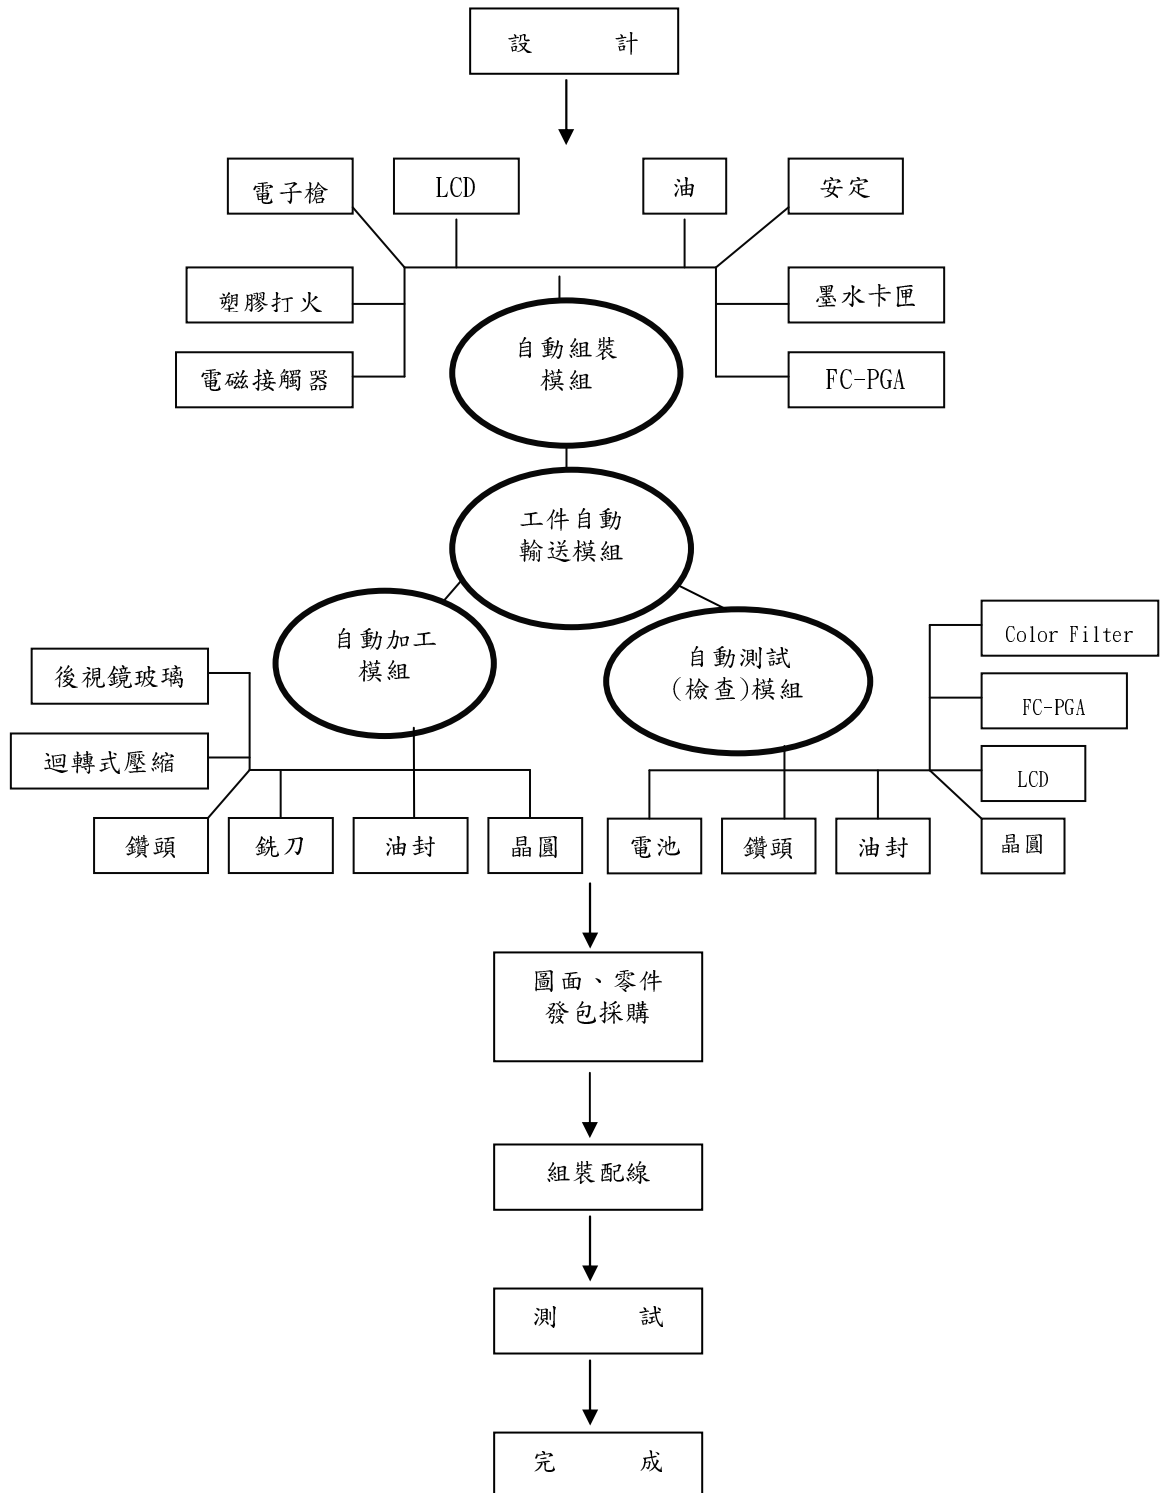 設 計
電子槍
LCD
油
安定
塑膠打火
墨水卡匣
電磁接觸器
FC-PGA
自動組裝
模組
工件自動
輸送模組
自動加工
模組
自動測試
(檢查)模組
後視鏡玻璃
迴轉式壓縮
鑽頭
銑刀
油封
晶圓
Color Filter
FC-PGA
LCD
電池
鑽頭
油封
晶圓
圖面、零件
發包採購
組裝配線
測 試
完 成